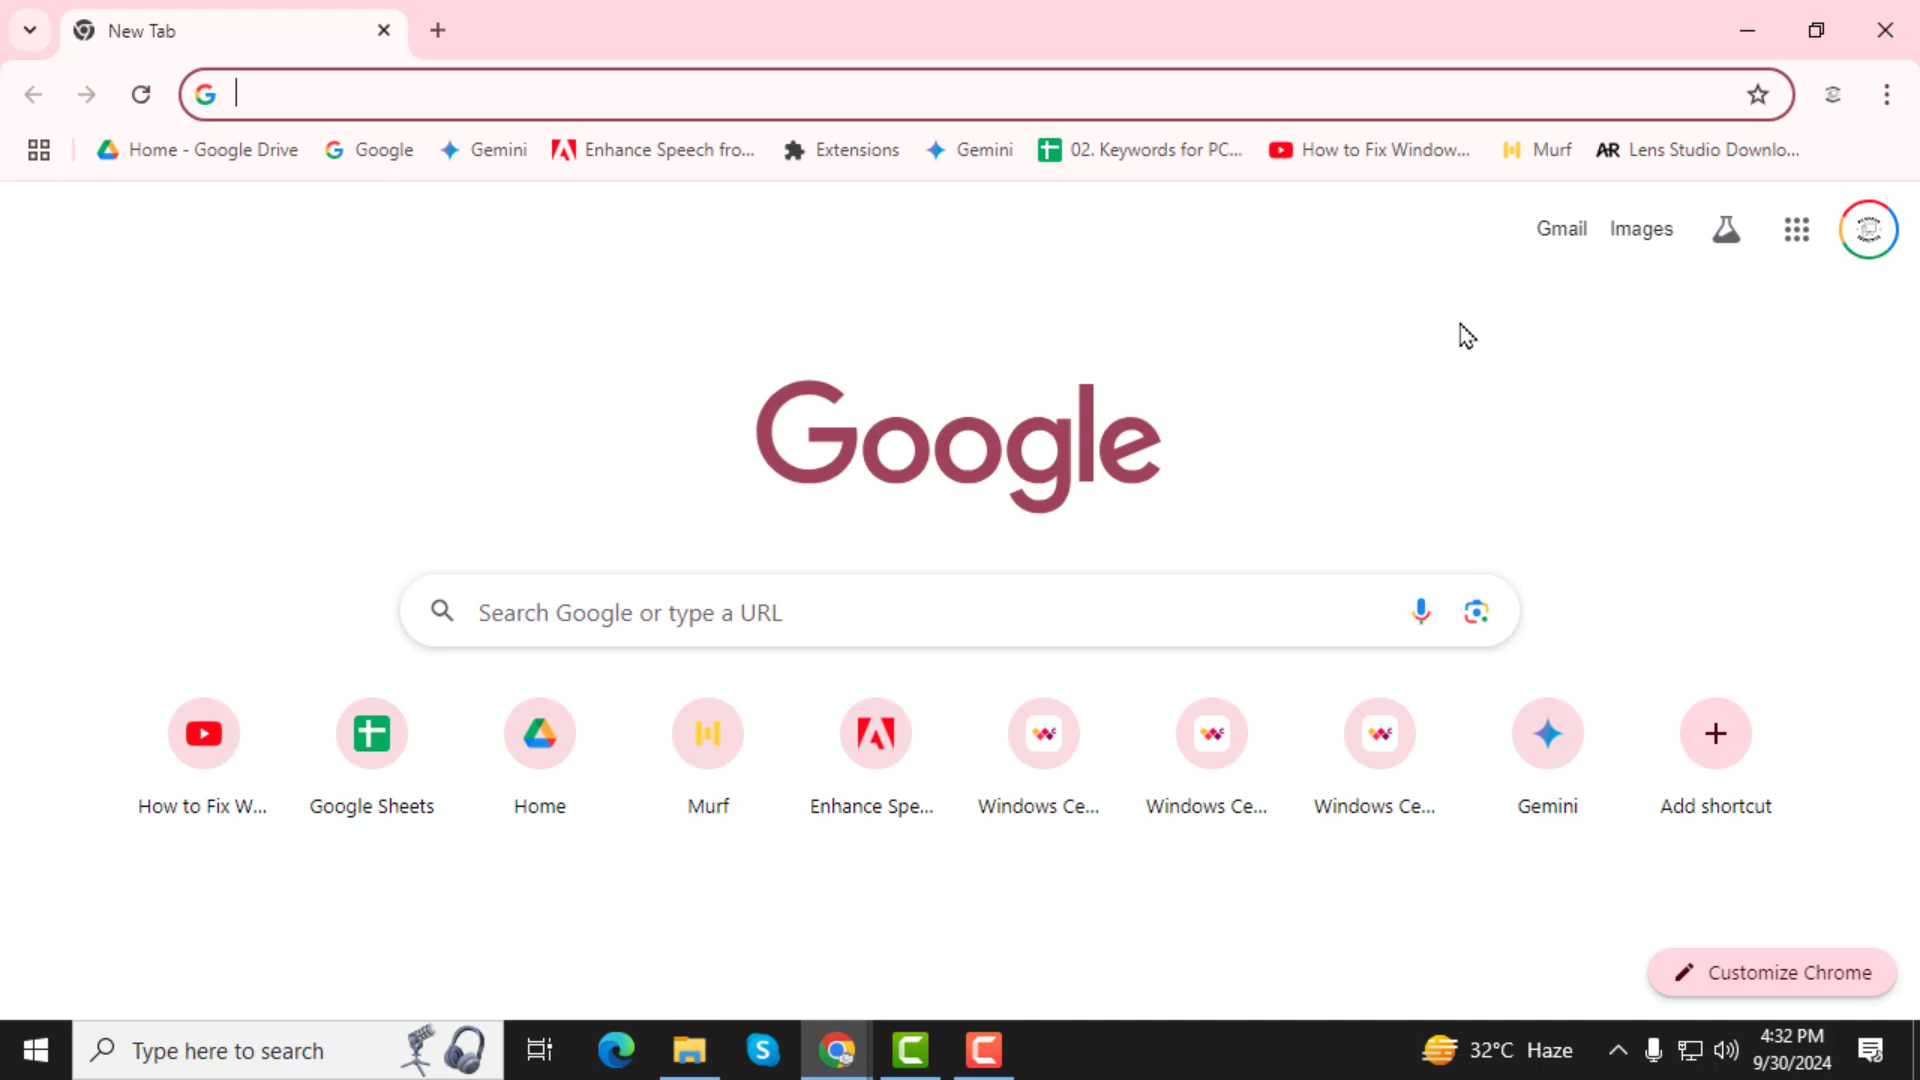 New Tab
Home - Google Drive
Google
Gemini
Enhance Speech fro...
Extensions
Gemini
02. Keywords for PC...
How to Fix Window...
Murf
AR Lens Studio Downlo...
Gmail
Images
Google
Search Google or type a URL
How to Fix W...
Google Sheets
Home
Murf
Enhance Spe...
Windows Ce...
Windows Ce...
Windows Ce...
Gemini
Add shortcut
Customize Chrome
Type here to search
32°C Haze
4:32 PM
9/30/2024